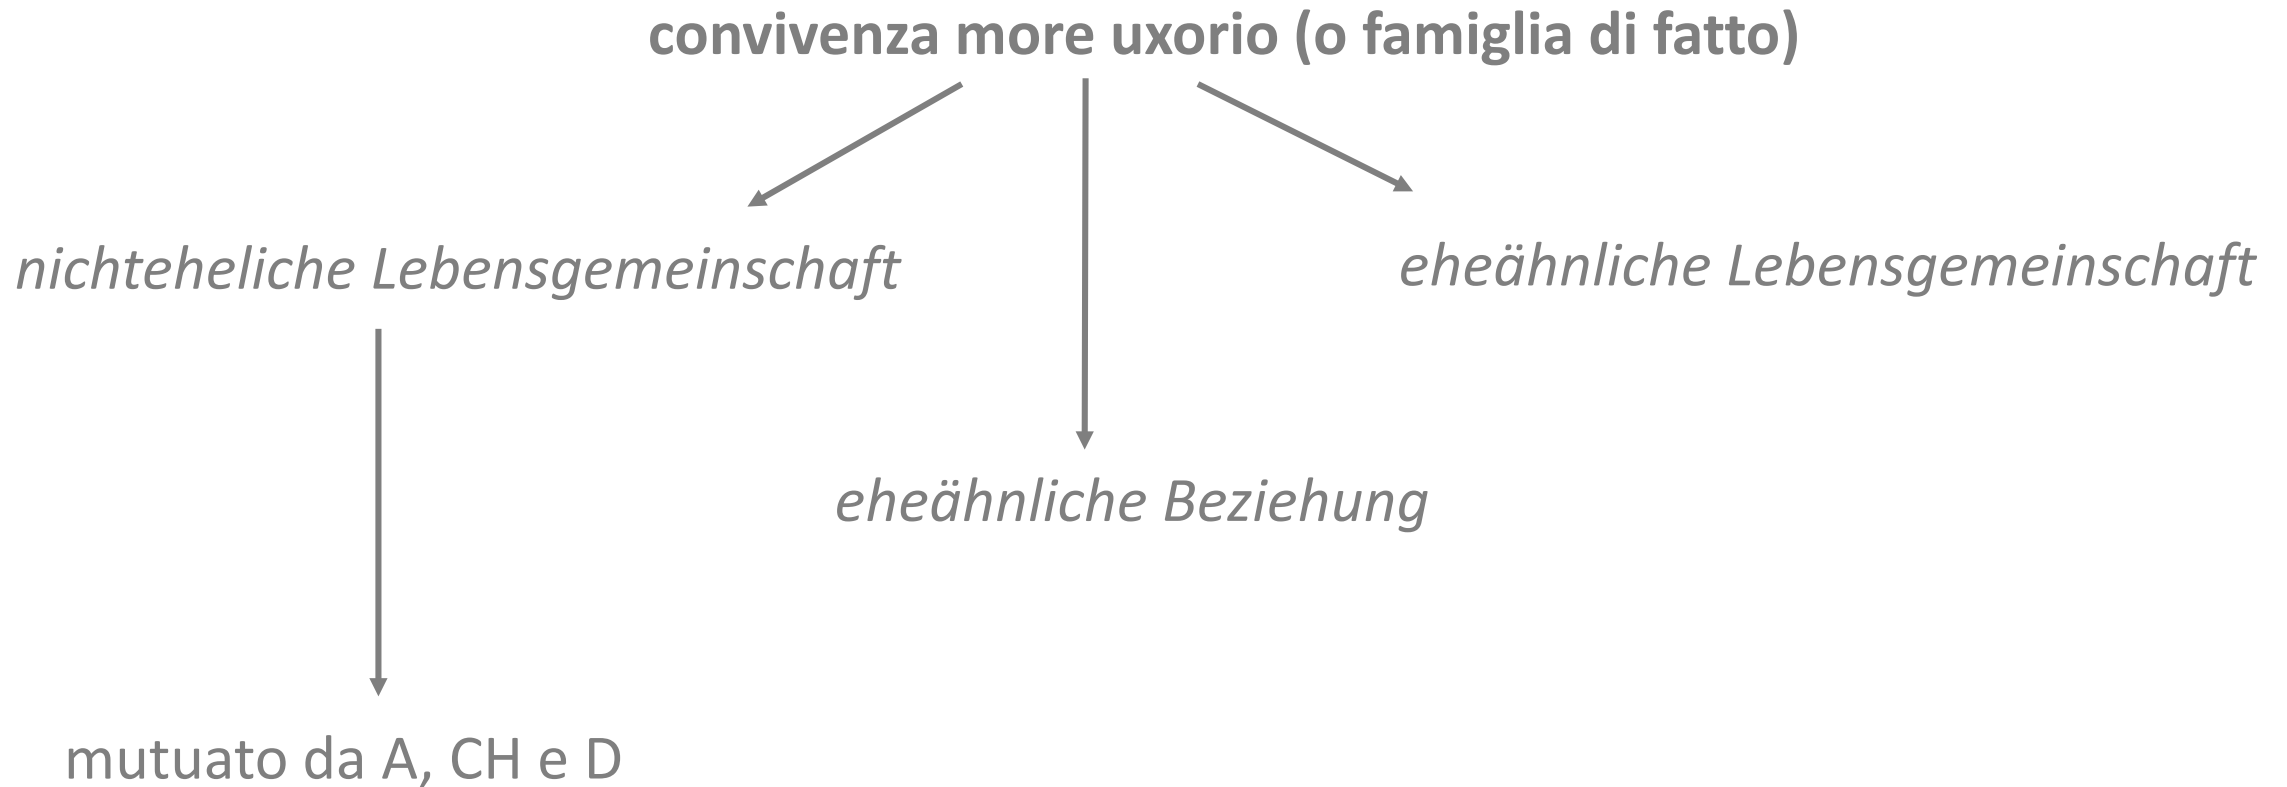 convivenza more uxorio (o famiglia di fatto)
nichteheliche Lebensgemeinschaft
eheähnliche Lebensgemeinschaft
eheähnliche Beziehung
mutuato da A, CH e D